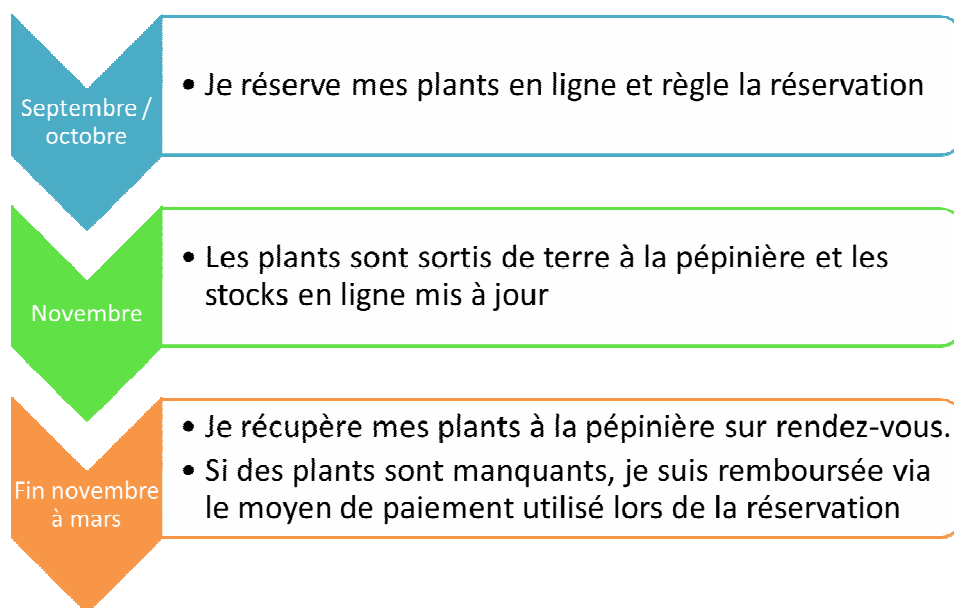 Septembre /
octobre
• Je réserve mes plants en ligne et règle la réservation
Novembre
• Les plants sont sortis de terre à la pépinière et les
stocks en ligne mis à jour
Fin novembre
à mars
• Je récupère mes plants à la pépinière sur rendez-vous.
• Si des plants sont manquants, je suis remboursée via
le moyen de paiement utilisé lors de la réservation